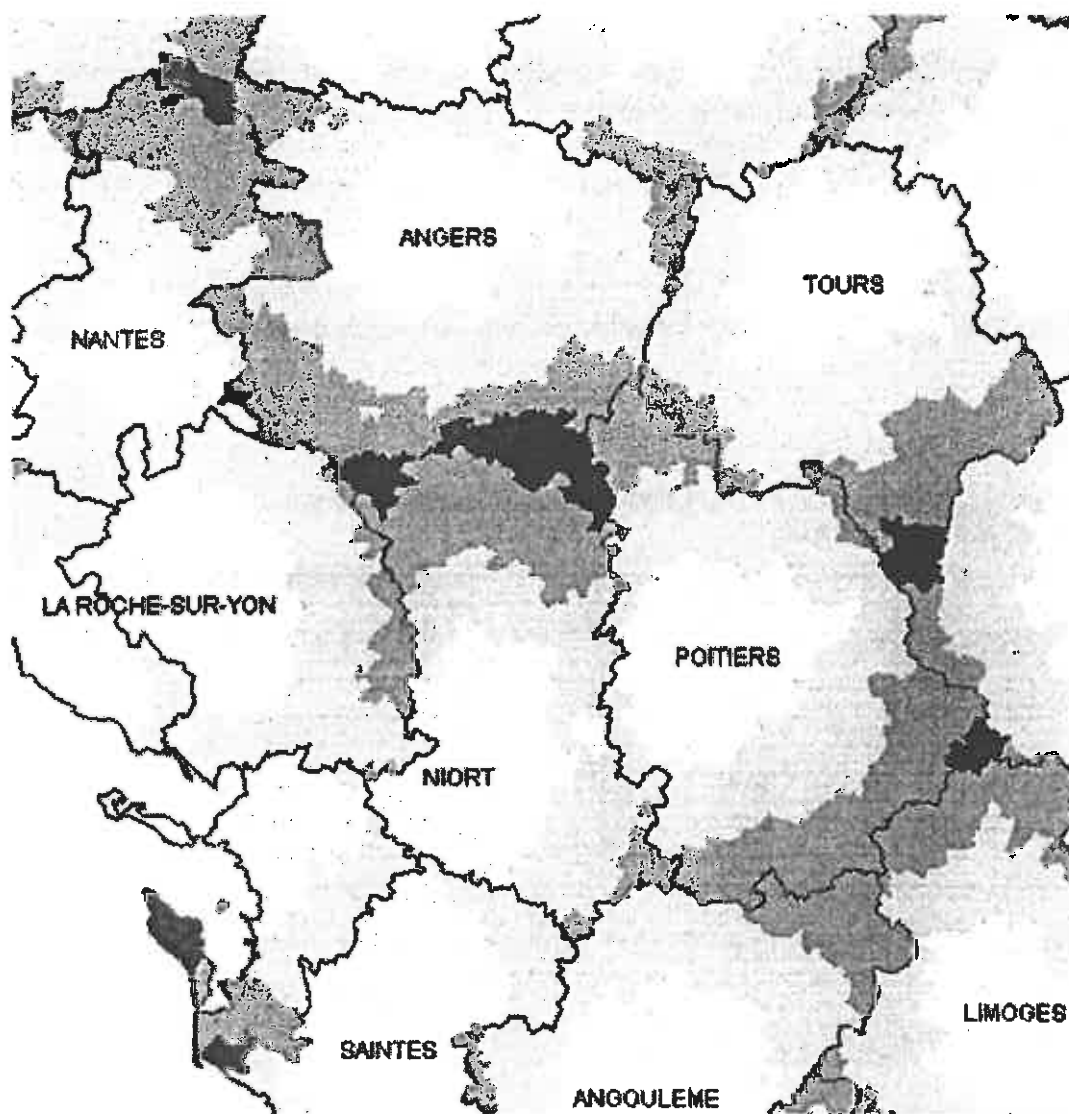 ANGERS
TOURS
NANTES
LA ROCHE-SUR-YON
POITIERS
NIORT
LIMOGES
SAINTES
ANGOULEME